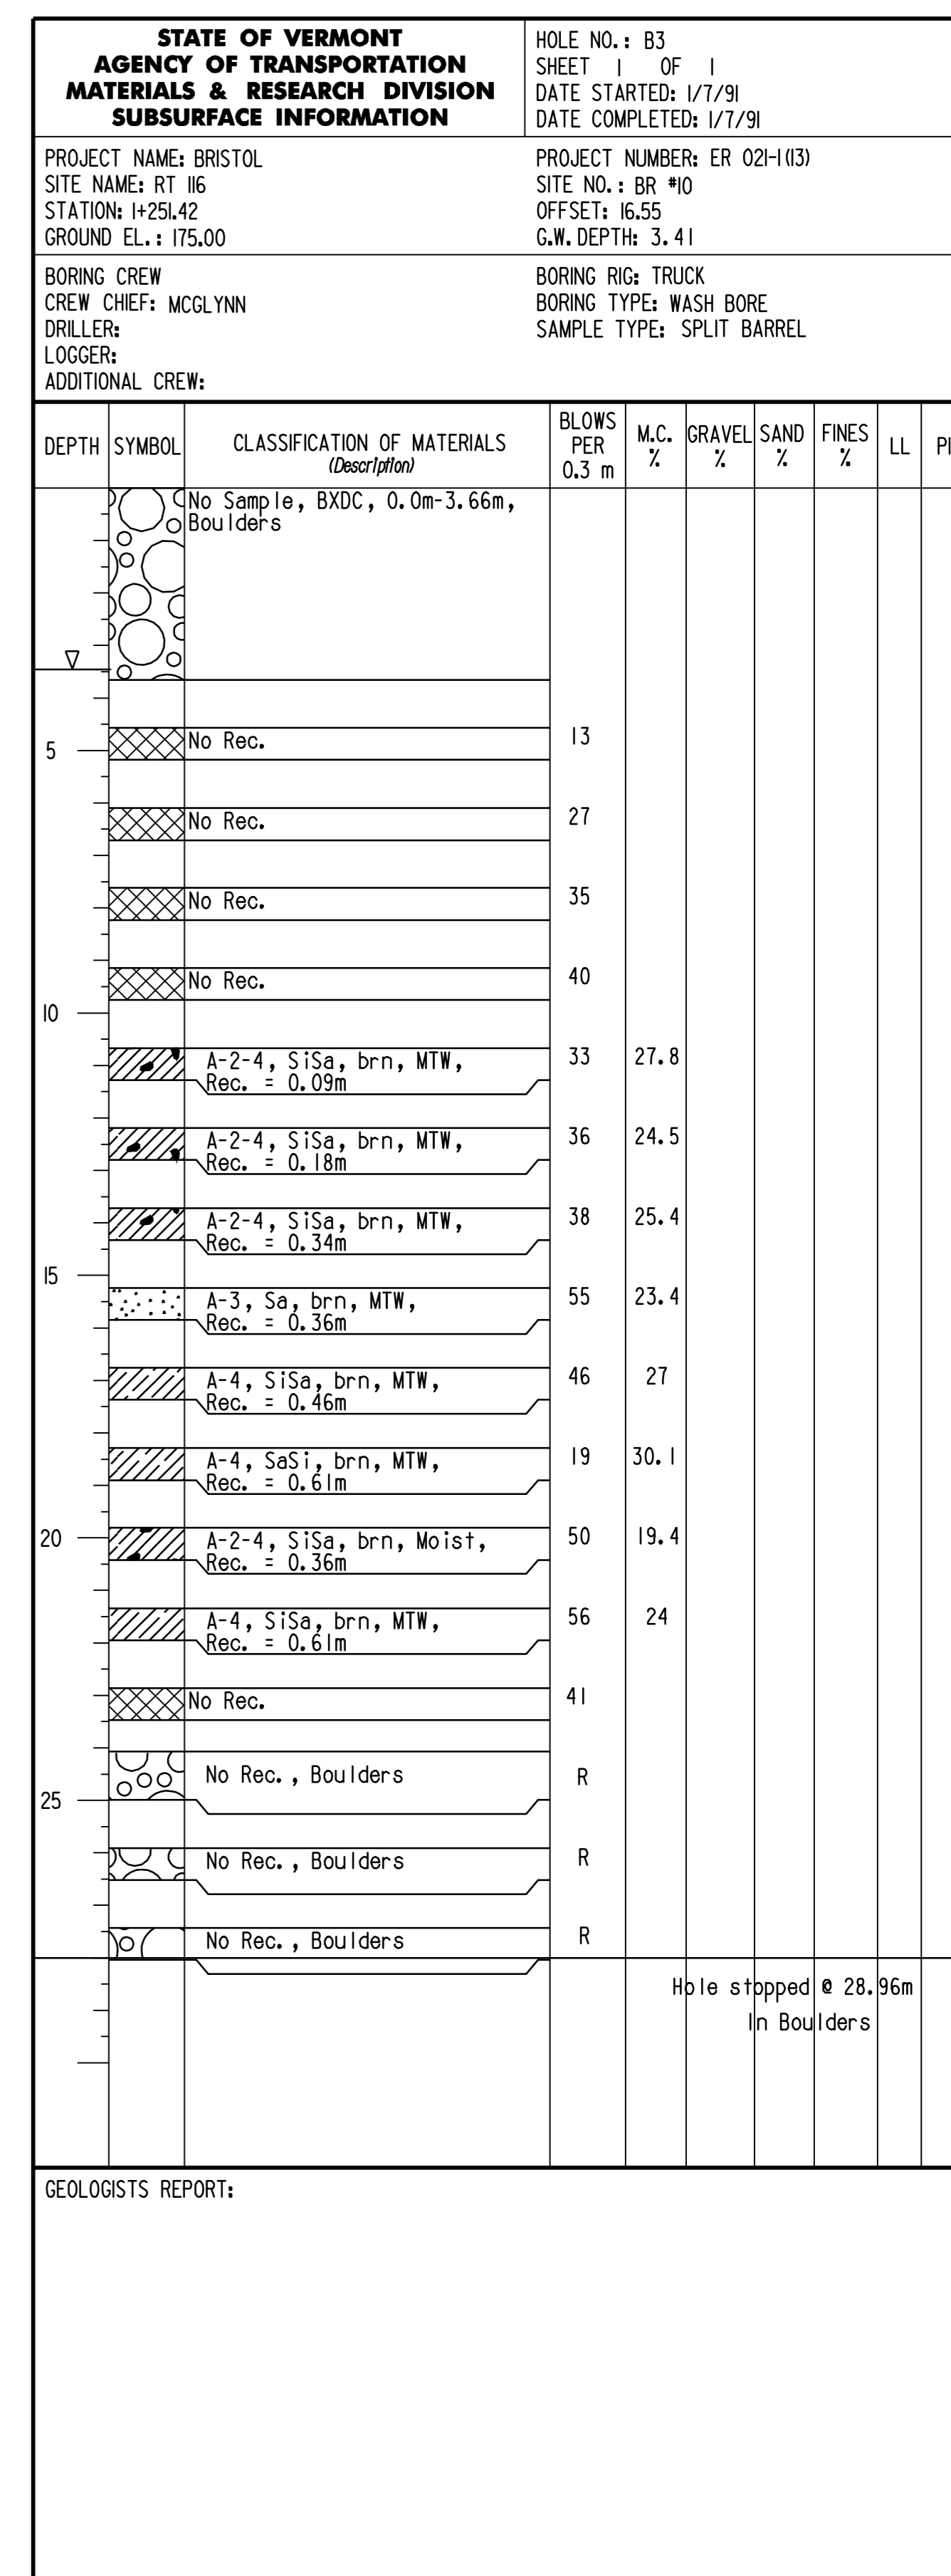 STATE OF VERMONT
AGENCY OF TRANSPORTATION
MATERIALS & RESEARCH DIVISION
SUBSURFACE INFORMATION
HOLE NO.: B3
SHEET 1 OF 1
DATE STARTED: 1/7/91
DATE COMPLETED: 1/7/91
PROJECT NAME: BRISTOL
SITE NAME: RT 116
STATION: 1+251.42
GROUND EL.: 175.00
PROJECT NUMBER: ER 021-1(13)
SITE NO.: BR #10
OFFSET: 16.55
G.W. DEPTH: 3.41
BORING CREW
CREW CHIEF: MCGLYNN
DRILLER:
LOGGER:
ADDITIONAL CREW:
BORING RIG: TRUCK
BORING TYPE: WASH BORE
SAMPLE TYPE: SPLIT BARREL
DEPTH
SYMBOL
CLASSIFICATION OF MATERIALS
(Description)
BLOWS
PER
0.3 m
M.C.
%
GRAVEL
%
SAND
%
FINES
%
LL
PI
No Sample, BXDC, 0.0m-3.66m,
Boulders
5
No Rec. 13
No Rec. 27
No Rec. 35
No Rec. 40
10
A-2-4, SiSa, brn, MTW, 33 27.8
Rec. = 0.09m
A-2-4, SiSa, brn, MTW, 36 24.5
Rec. = 0.18m
A-2-4, SiSa, brn, MTW, 38 25.4
Rec. = 0.34m
15
A-3, Sa, brn, MTW, 55 23.4
Rec. = 0.36m
A-4, SiSa, brn, MTW, 46 27
Rec. = 0.46m
A-4, SaSi, brn, MTW, 19 30.1
Rec. = 0.61m
20
A-2-4, SiSa, brn, Moist, 50 19.4
Rec. = 0.36m
A-4, SiSa, brn, MTW, 56 24
Rec. = 0.61m
No Rec. 41
No Rec., Boulders R
25
No Rec., Boulders R
No Rec., Boulders R
Hole stopped @ 28.96m
In Boulders
GEOLOGISTS REPORT: